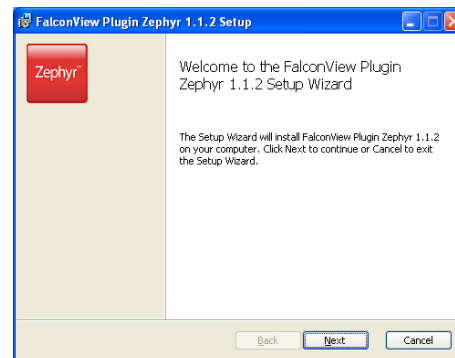 FalconView Plugin Zephyr 1.1.2 Setup
Zephyr™
Welcome to the FalconView Plugin
Zephyr 1.1.2 Setup Wizard
The Setup Wizard will install FalconView Plugin Zephyr 1.1.2
on your computer. Click Next to continue or Cancel to exit
the Setup Wizard.
Back
Next
Cancel